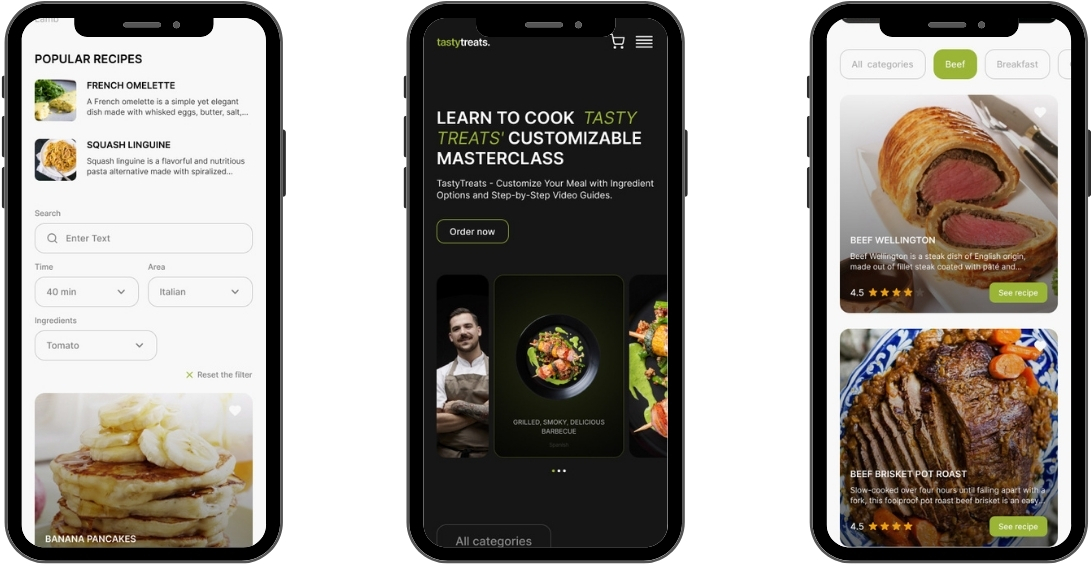 POPULAR RECIPES
FRENCH OMELETTE
A French omelette is a simple yet elegant
dish made with whisked eggs, butter, salt,...
SQUASH LINGUINE
Squash linguine is a flavorful and nutritious
pasta alternative made with spiralized...
Search
Enter Text
Time
Area
40 min
Italian
Ingredients
Tomato
Reset the filter
BANANA PANCAKES
tastytreats.
LEARN TO COOK TASTY
TREATS' CUSTOMIZABLE
MASTERCLASS
TastyTreats - Customize Your Meal with Ingredient
Options and Step-by-Step Video Guides.
Order now
GRILLED, SMOKY, DELICIOUS
BARBECUE
Spanish
All categories
All categories
Beef
Breakfast
BEEF WELLINGTON
Beef Wellington is a steak dish of English origin,
made out of fillet steak coated with pâté and...
4.5
See recipe
BEEF BRISKET POT ROAST
Slow-cooked over four hours until falling apart with a
fork, this foolproof pot roast beef brisket is an easy...
4.5
See recipe